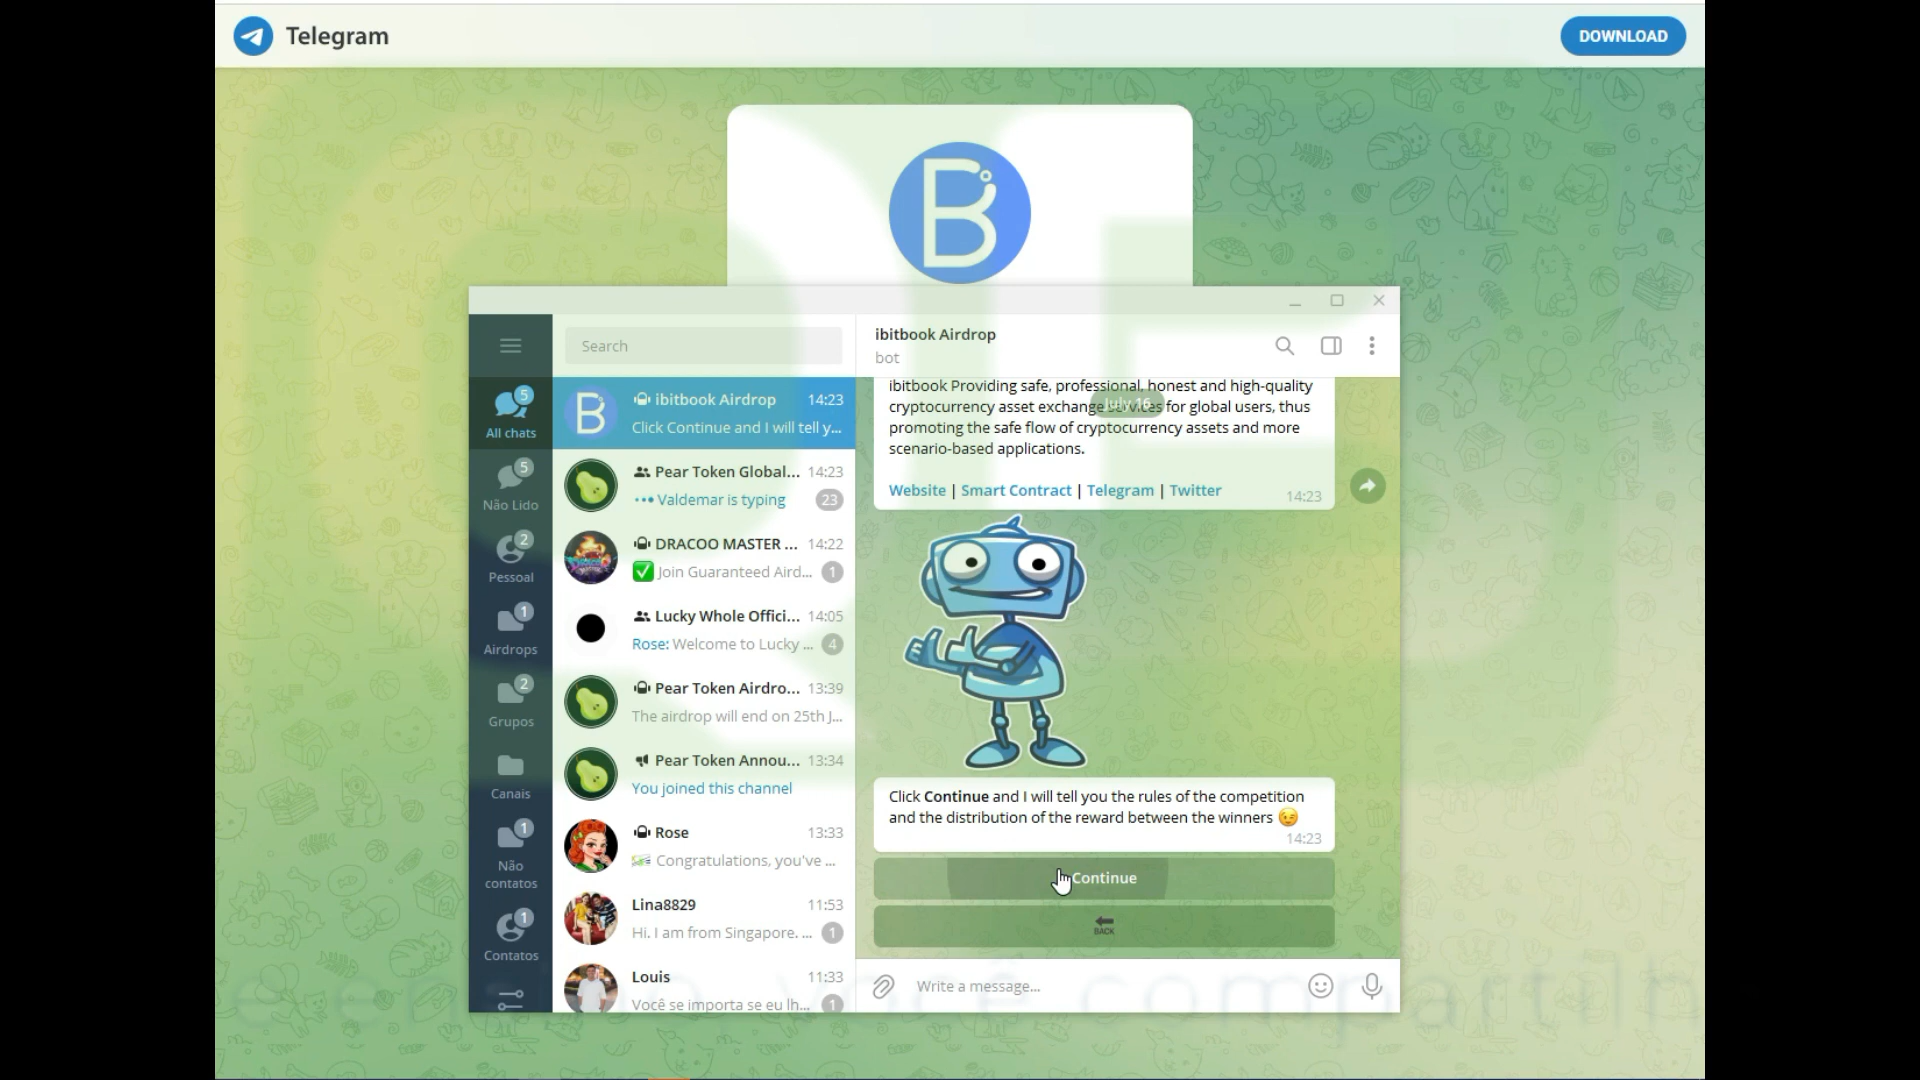 Telegram
DOWNLOAD
B
Search
ibitbook Airdrop
bot
5
All chats
5
Não Lido
2
Pessoal
1
Airdrops
2
Grupos
Canais
1
Não
contatos
1
Contatos
B
ibitbook Airdrop 14:23
Click Continue and I will tell y...
Pear Token Global... 14:23
Valdemar is typing 23
DRACOO MASTER ... 14:22
Join Guaranteed Aird... 1
Lucky Whole Offici... 14:05
Rose: Welcome to Lucky ... 4
Pear Token Airdro... 13:39
The airdrop will end on 25th J...
Pear Token Annou... 13:34
You joined this channel
Rose 13:33
Congratulations, you've ...
Lina8829 11:53
Hi. I am from Singapore. ... 1
Louis 11:33
Você se importa se eu lh... 1
ibitbook Providing safe, professional, honest and high-quality
July 16
cryptocurrency asset exchange services for global users, thus
promoting the safe flow of cryptocurrency assets and more
scenario-based applications.
Website | Smart Contract | Telegram | Twitter
14:23
Click Continue and I will tell you the rules of the competition
and the distribution of the reward between the winners
14:23
Continue
BACK
Write a message...